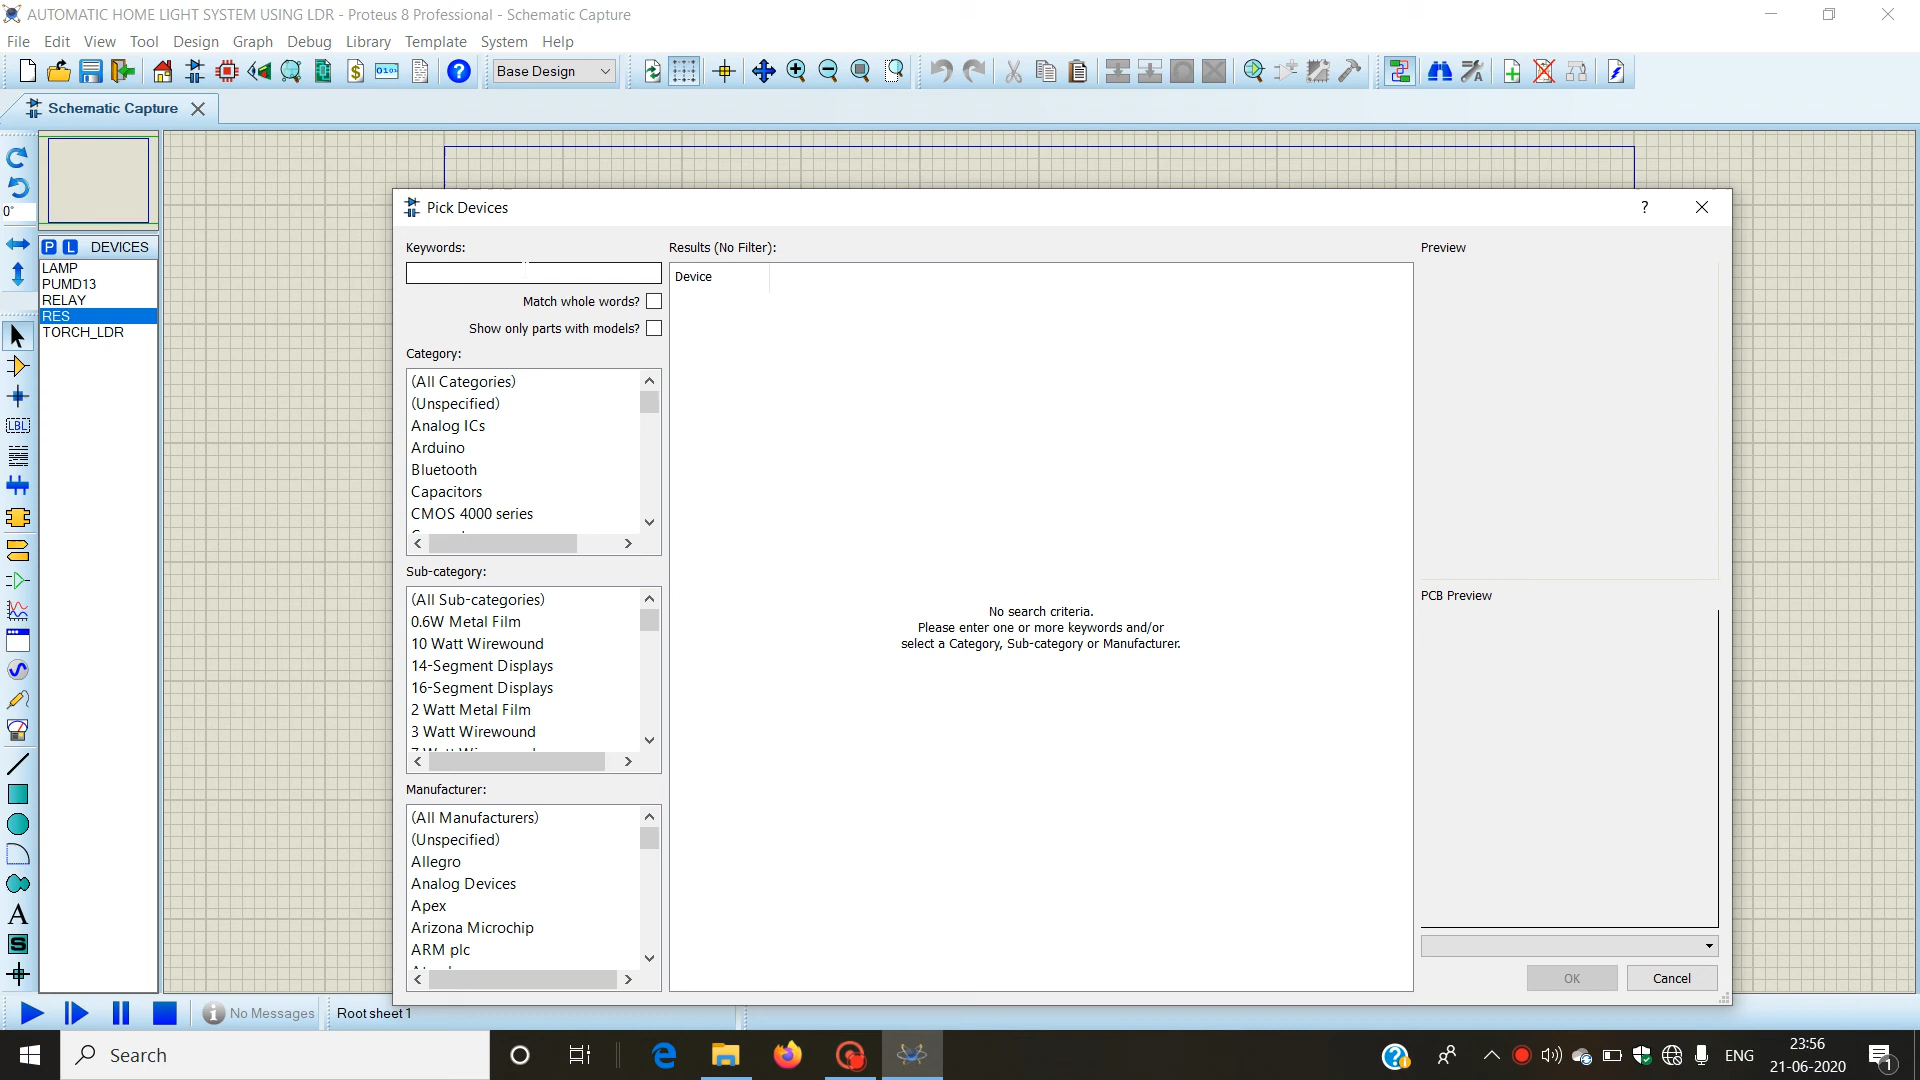 AUTOMATIC HOME LIGHT SYSTEM USING LDR - Proteus 8 Professional - Schematic Capture
File Edit View Tool Design Graph Debug Library Template System Help
Base Design
Schematic Capture
0°
P L DEVICES
LAMP
PUMD13
RELAY
RES
TORCH_LDR
LBL
A
S
Pick Devices
?
Keywords:
Match whole words?
Show only parts with models?
Category:
(All Categories)
(Unspecified)
Analog ICs
Arduino
Bluetooth
Capacitors
CMOS 4000 series
Sub-category:
(All Sub-categories)
0.6W Metal Film
10 Watt Wirewound
14-Segment Displays
16-Segment Displays
2 Watt Metal Film
3 Watt Wirewound
Manufacturer:
(All Manufacturers)
(Unspecified)
Allegro
Analog Devices
Apex
Arizona Microchip
ARM plc
Results (No Filter):
Device
No search criteria.
Please enter one or more keywords and/or
select a Category, Sub-category or Manufacturer.
Preview
PCB Preview
OK Cancel
No Messages Root sheet 1
Search
ENG
23:56
21-06-2020
1